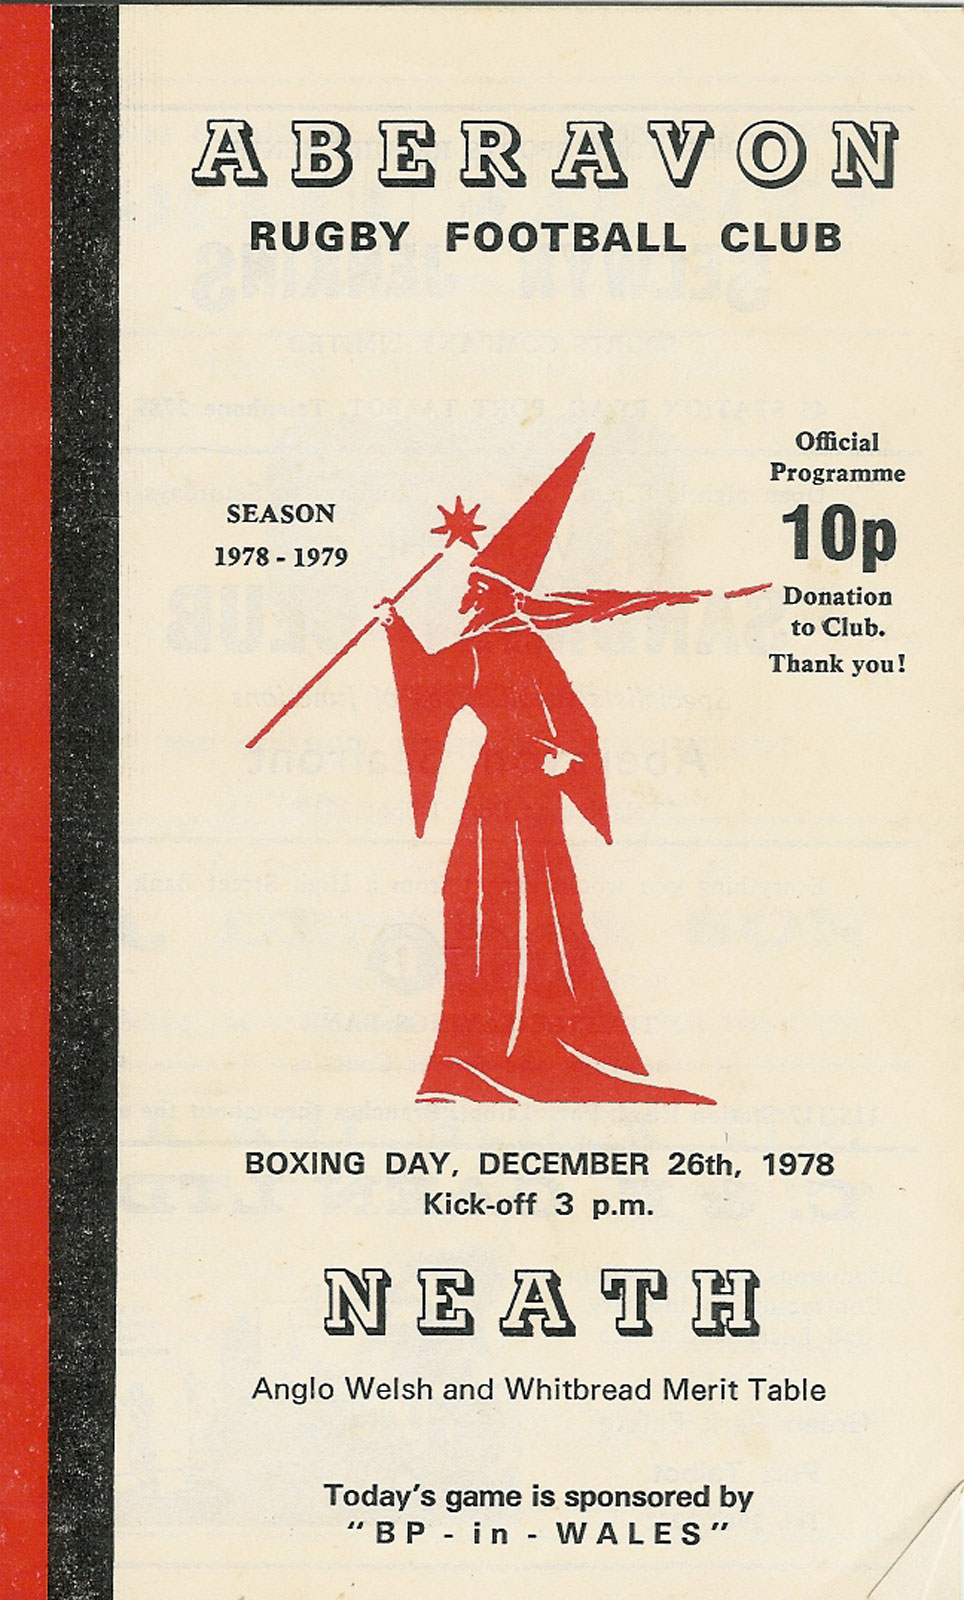 ABERAVON
RUGBY FOOTBALL CLUB
SEASON
1978 - 1979
Official
Programme
10p
Donation
to Club.
Thank you!
BOXING DAY, DECEMBER 26th, 1978
Kick-off 3 p.m.
NEATH
Anglo Welsh and Whitbread Merit Table
Today's game is sponsored by
"BP - in - WALES"